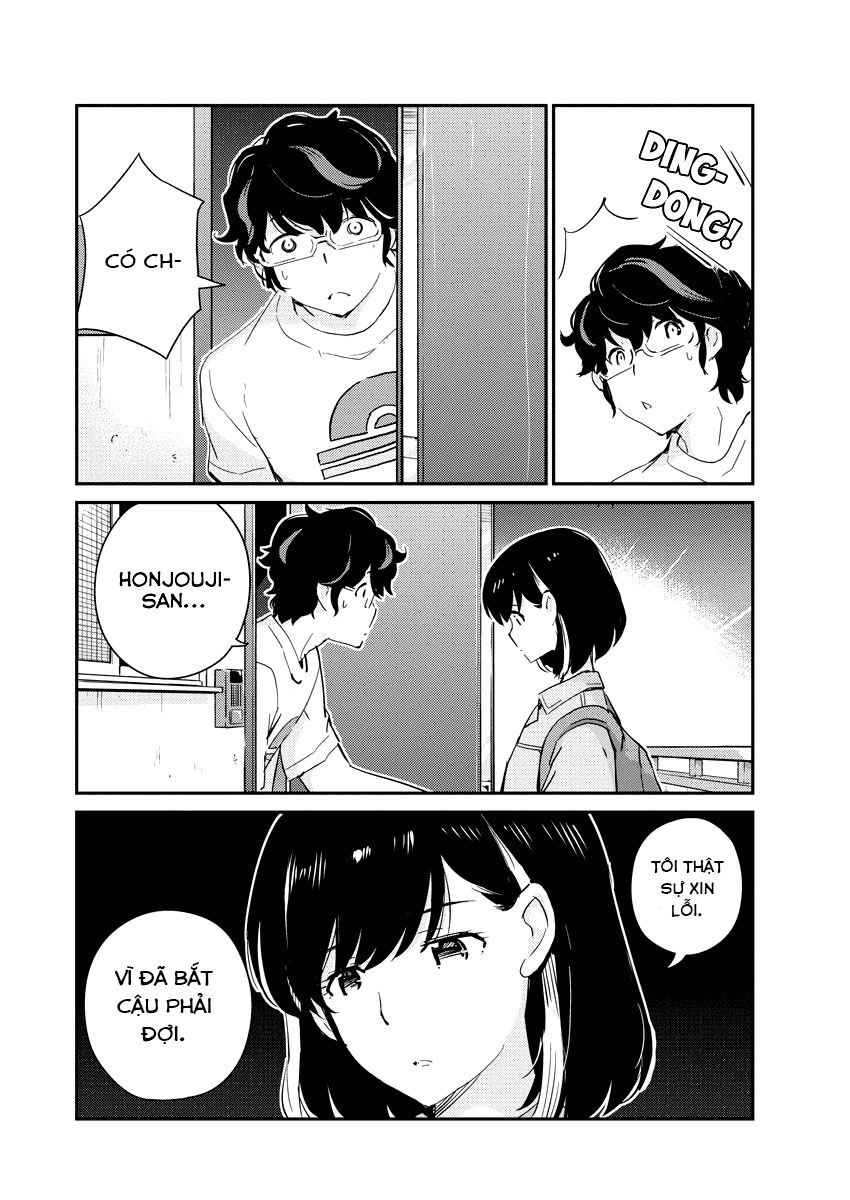 DING-
DONG!
CÓ CH-
HONJOUJI-
SAN...
TÔI THẬT
SỰ XIN
LỖI.
VÌ ĐÃ BẮT
CẬU PHẢI
ĐỢI.